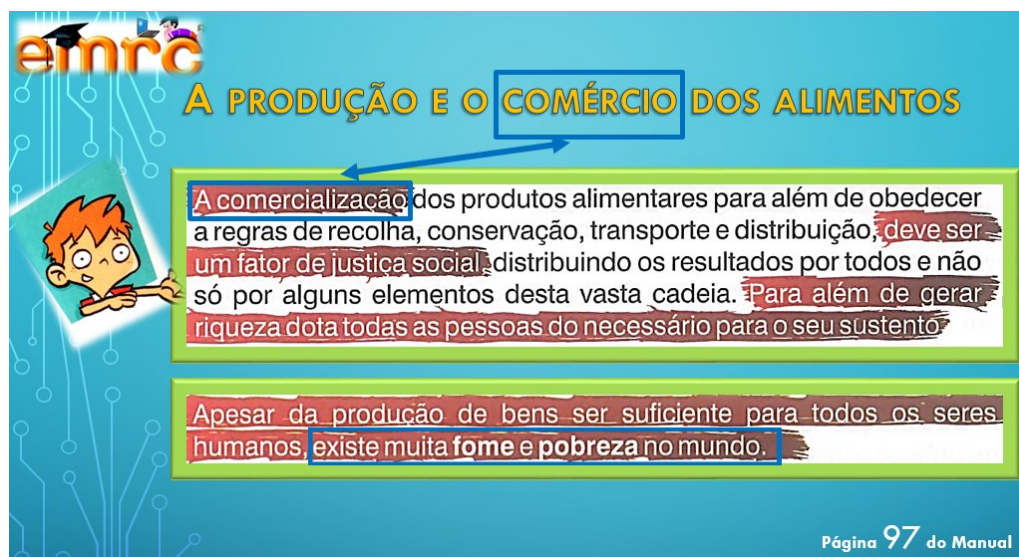 emrc
A PRODUÇÃO E O COMÉRCIO DOS ALIMENTOS
A comercialização dos produtos alimentares para além de obedecer
a regras de recolha, conservação, transporte e distribuição, deve ser
um fator de justiça social distribuindo os resultados por todos e não
só por alguns elementos desta vasta cadeia. Para além de gerar
riqueza dota todas as pessoas do necessário para o seu sustento
Apesar da produção de bens ser suficiente para todos os seres
humanos, existe muita fome e pobreza no mundo.
Página 97 do Manual